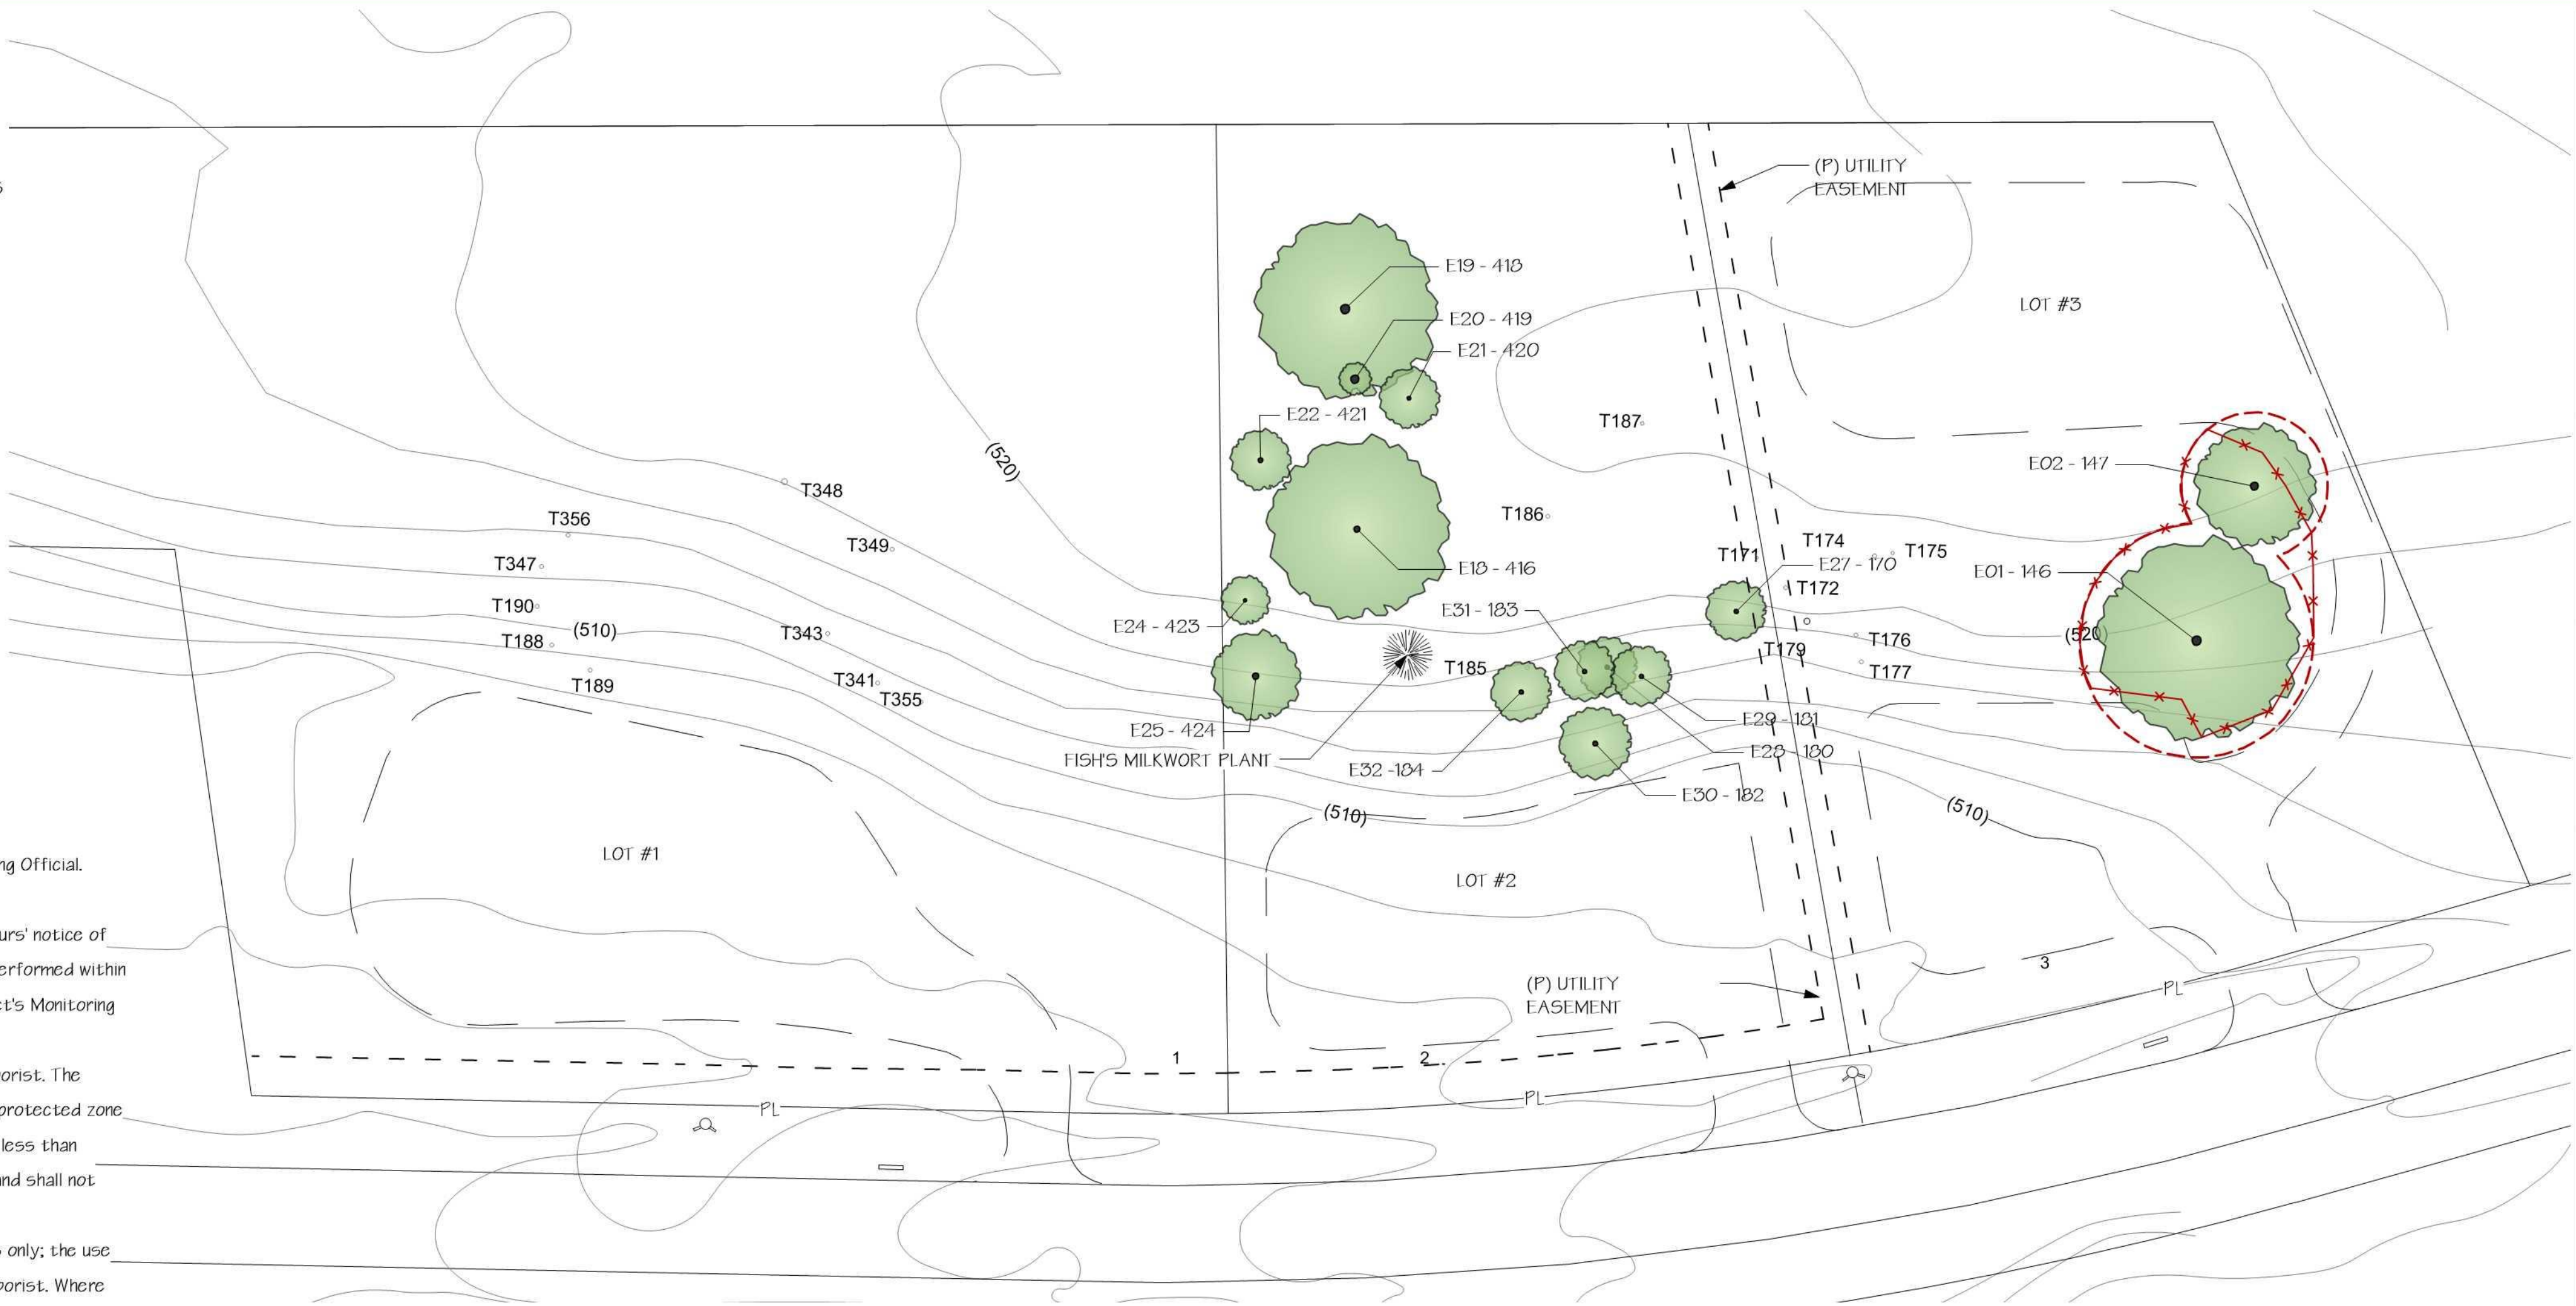 (P) UTILITY
EASEMENT
E19 - 418
LOT #3
E20 - 419
E21 - 420
E22 - 421
T187
(520)
E02 - 147
T348
T356
T186
T349
T171
T174
T175
T347
E18 - 416
E27 - 170
E01 - 146
T172
T190
E31 - 183
E24 - 423
(510)
T343
(520)
T188
T176
T179
T185
T177
T341
T189
T355
E29 - 181
E25 - 424
E28 - 180
FISH'S MILKWORT PLANT
E32 -184
E30 - 182
(510)
(510)
LOT #1
ng Official.
LOT #2
urs' notice of
3
erformed within
(P) UTILITY
EASEMENT
PL
ct's Monitoring
1
2
orist. The
PL
PL
protected zone
less than
and shall not
only; the use
orist. Where